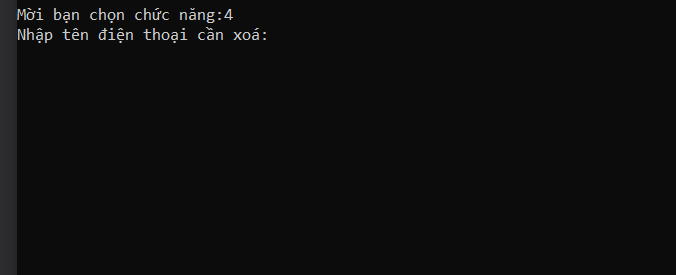 Mời bạn chọn chức năng:4
Nhập tên điện thoại cần xoá: